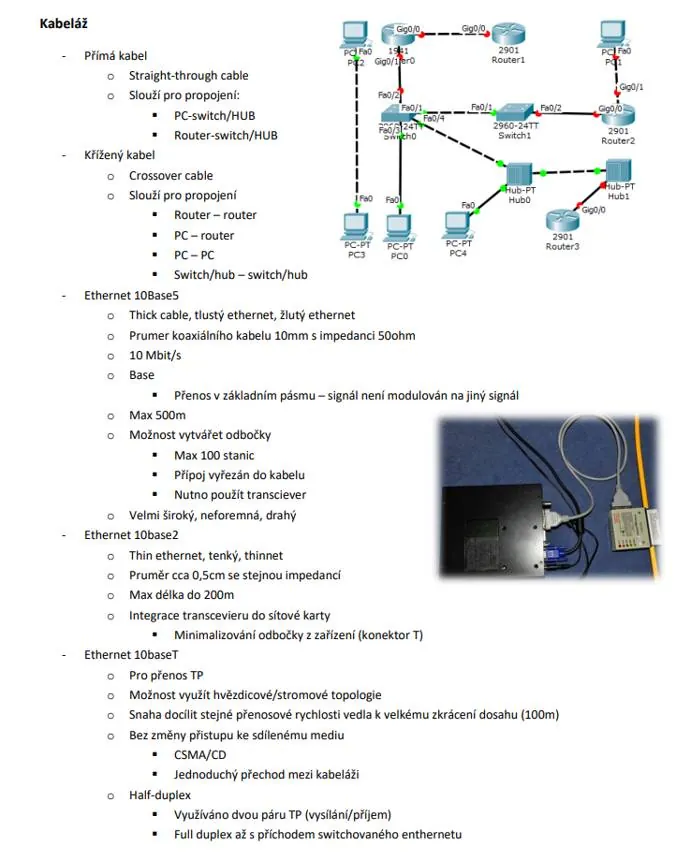 Kabeláž
- Přímá kabel
o Straight-through cable
o Slouží pro propojení:
▪ PC-switch/HUB
▪ Router-switch/HUB
- Křížený kabel
o Crossover cable
o Slouží pro propojení
▪ Router – router
▪ PC – router
▪ PC – PC
▪ Switch/hub – switch/hub
- Ethernet 10Base5
o Thick cable, tlustý ethernet, žlutý ethernet
o Prumer koaxiálního kabelu 10mm s impedanci 50ohm
o 10 Mbit/s
o Base
▪ Přenos v základním pásmu – signál není modulován na jiný signál
o Max 500m
o Možnost vytvářet odbočky
▪ Max 100 stanic
▪ Přípoj vyřezán do kabelu
▪ Nutno použít transciever
o Velmi široký, neforemná, drahý
- Ethernet 10base2
o Thin ethernet, tenký, thinnet
o Pruměr cca 0,5cm se stejnou impedancí
o Max délka do 200m
o Integrace transcevieru do sítové karty
▪ Minimalizování odbočky z zařízení (konektor T)
- Ethernet 10baseT
o Pro přenos TP
o Možnost využít hvězdicové/stromové topologie
o Snaha docílit stejné přenosové rychlosti vedla k velkému zkrácení dosahu (100m)
o Bez změny přistupu ke sdílenému mediu
▪ CSMA/CD
▪ Jednoduchý přechod mezi kabeláži
o Half-duplex
▪ Využíváno dvou páru TP (vysílání/příjem)
▪ Full duplex až s příchodem switchovaného enthernetu
Gig0/0
Gig0/0
2901
Router1
Fa0
1941
Gig0/1
Fa0
PC1
Gig0/1
Fa0/2
Fa0/1
Fa0/4
Fa0/3
Switch0
Fa0/1
Fa0/2
2960-24TT
Switch1
Gig0/0
2901
Router2
Hub-PT
Hub0
Hub-PT
Hub1
Gig0/0
2901
Router3
Fa0
PC-PT
PC3
Fa0
PC-PT
PC0
Fa0
PC-PT
PC4